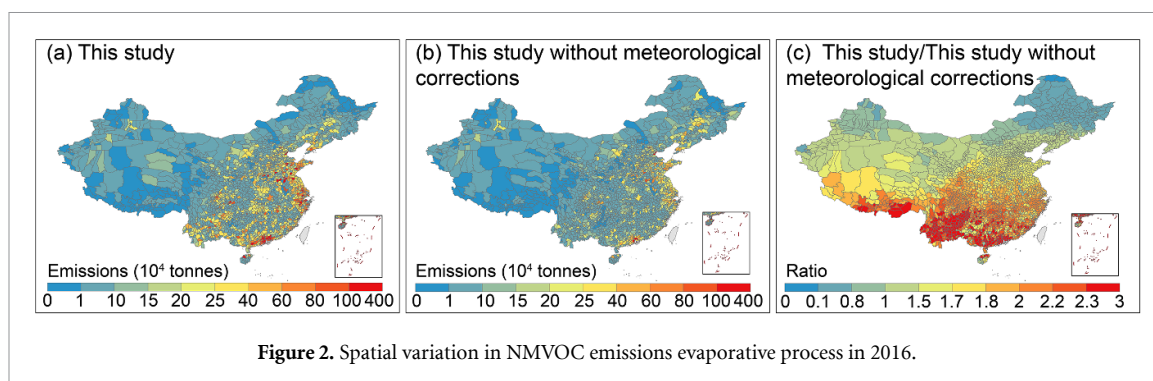 (a) This study
Emissions (10⁴ tonnes)
0 1 10 15 20 25 40 60 80 100 400
(b) This study without meteorological
corrections
Emissions (10⁴ tonnes)
0 1 10 15 20 25 40 60 80 100 400
(c) This study/This study without
meteorological corrections
Ratio
0 0.1 0.8 1 1.5 1.7 1.8 2 2.2 2.3 3
Figure 2. Spatial variation in NMVOC emissions evaporative process in 2016.